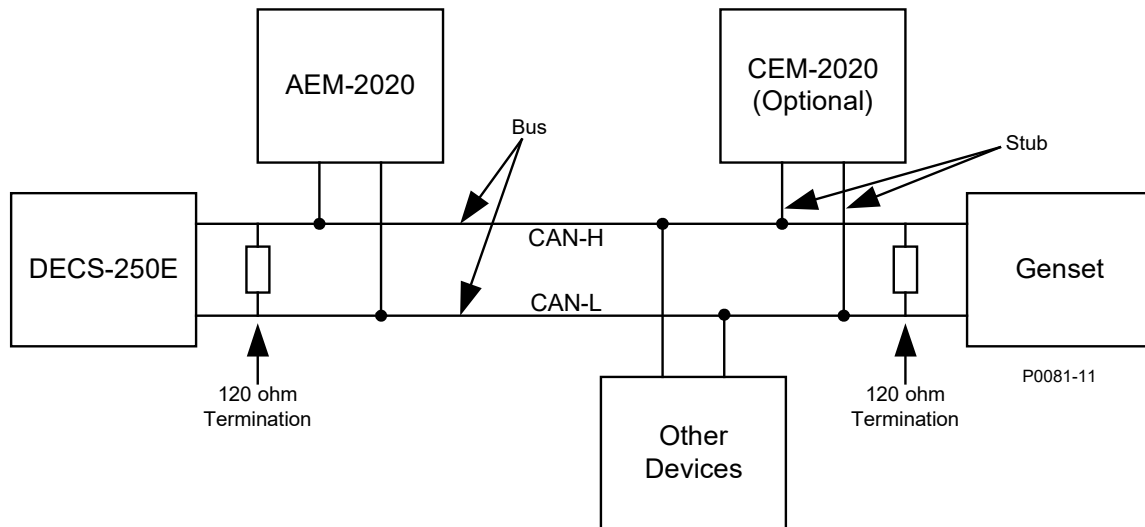 AEM-2020
CEM-2020
(Optional)
Bus
Stub
DECS-250E
CAN-H
Genset
CAN-L
120 ohm
Termination
P0081-11
120 ohm
Termination
Other
Devices